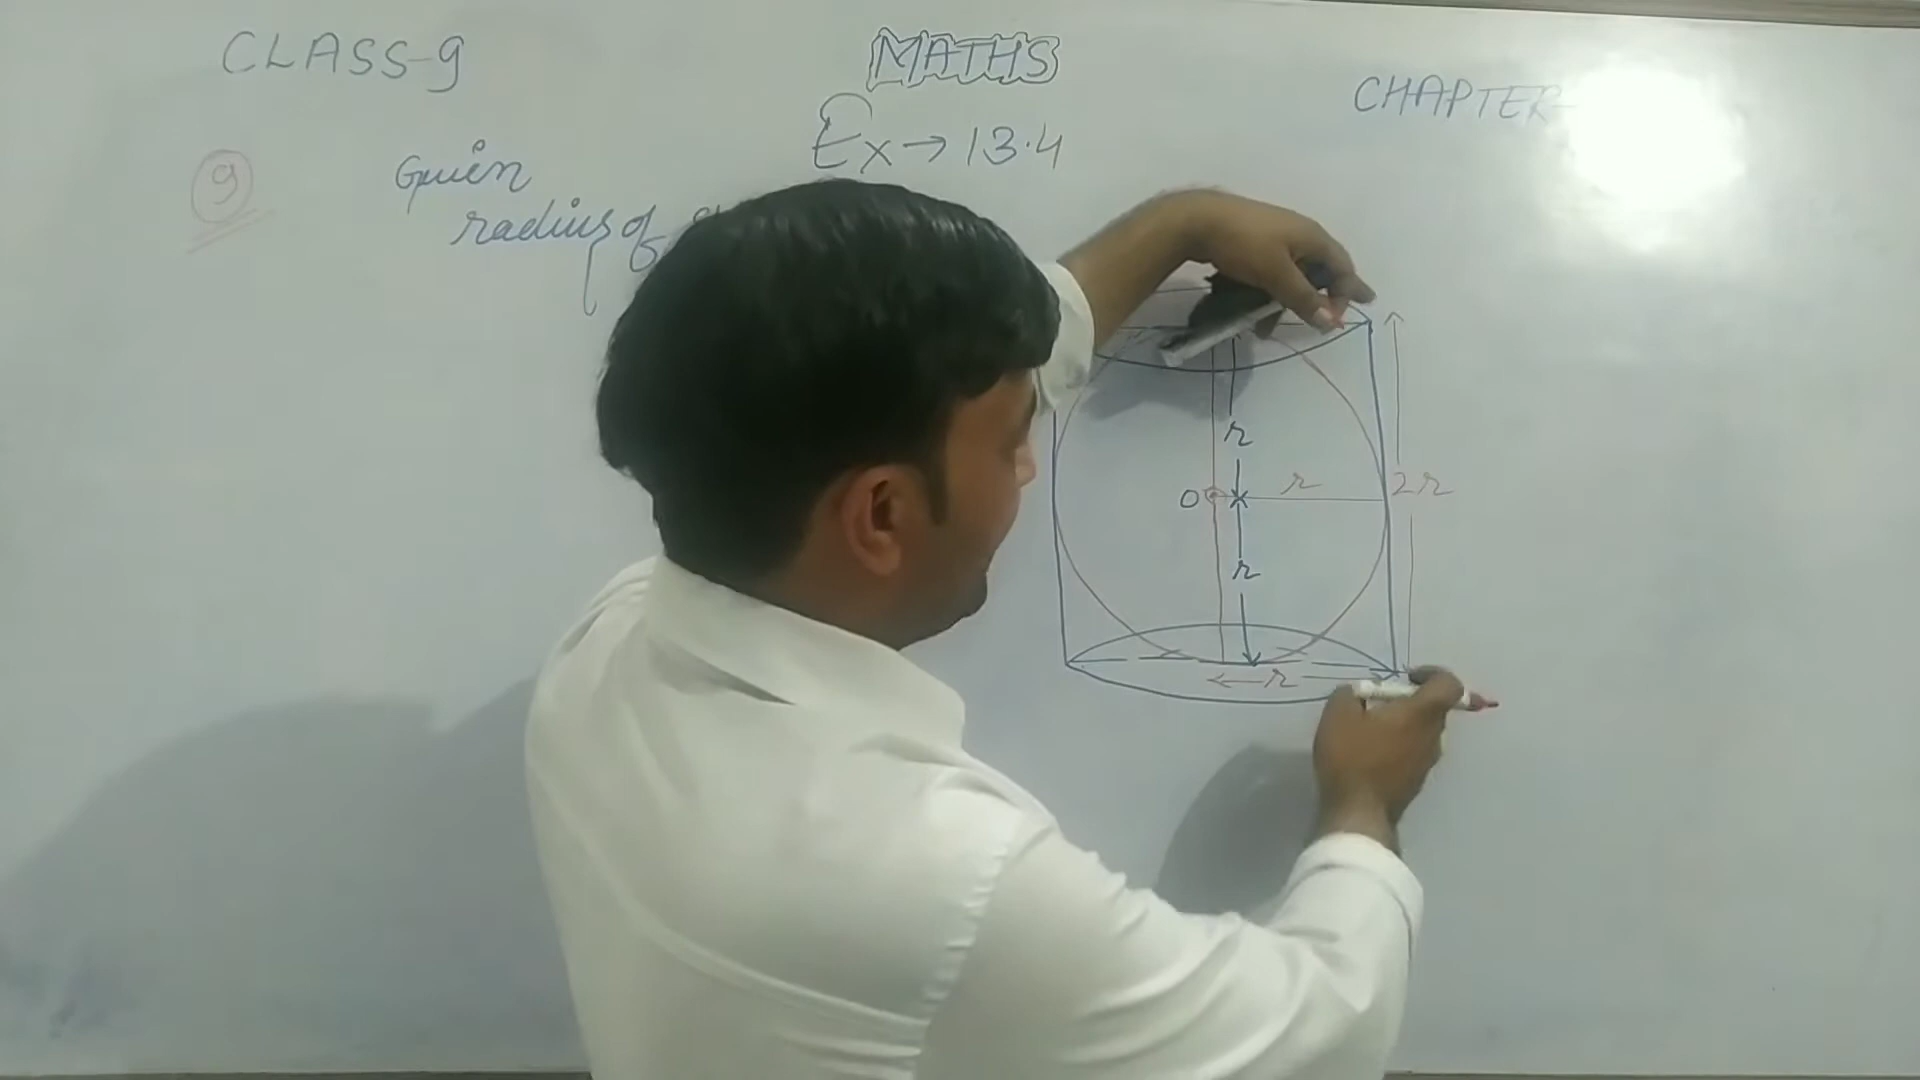 CLASS-9
MATHS
CHAPTER
Ex→13.4
9
Given
radius of
r
O
r
2r
r
r